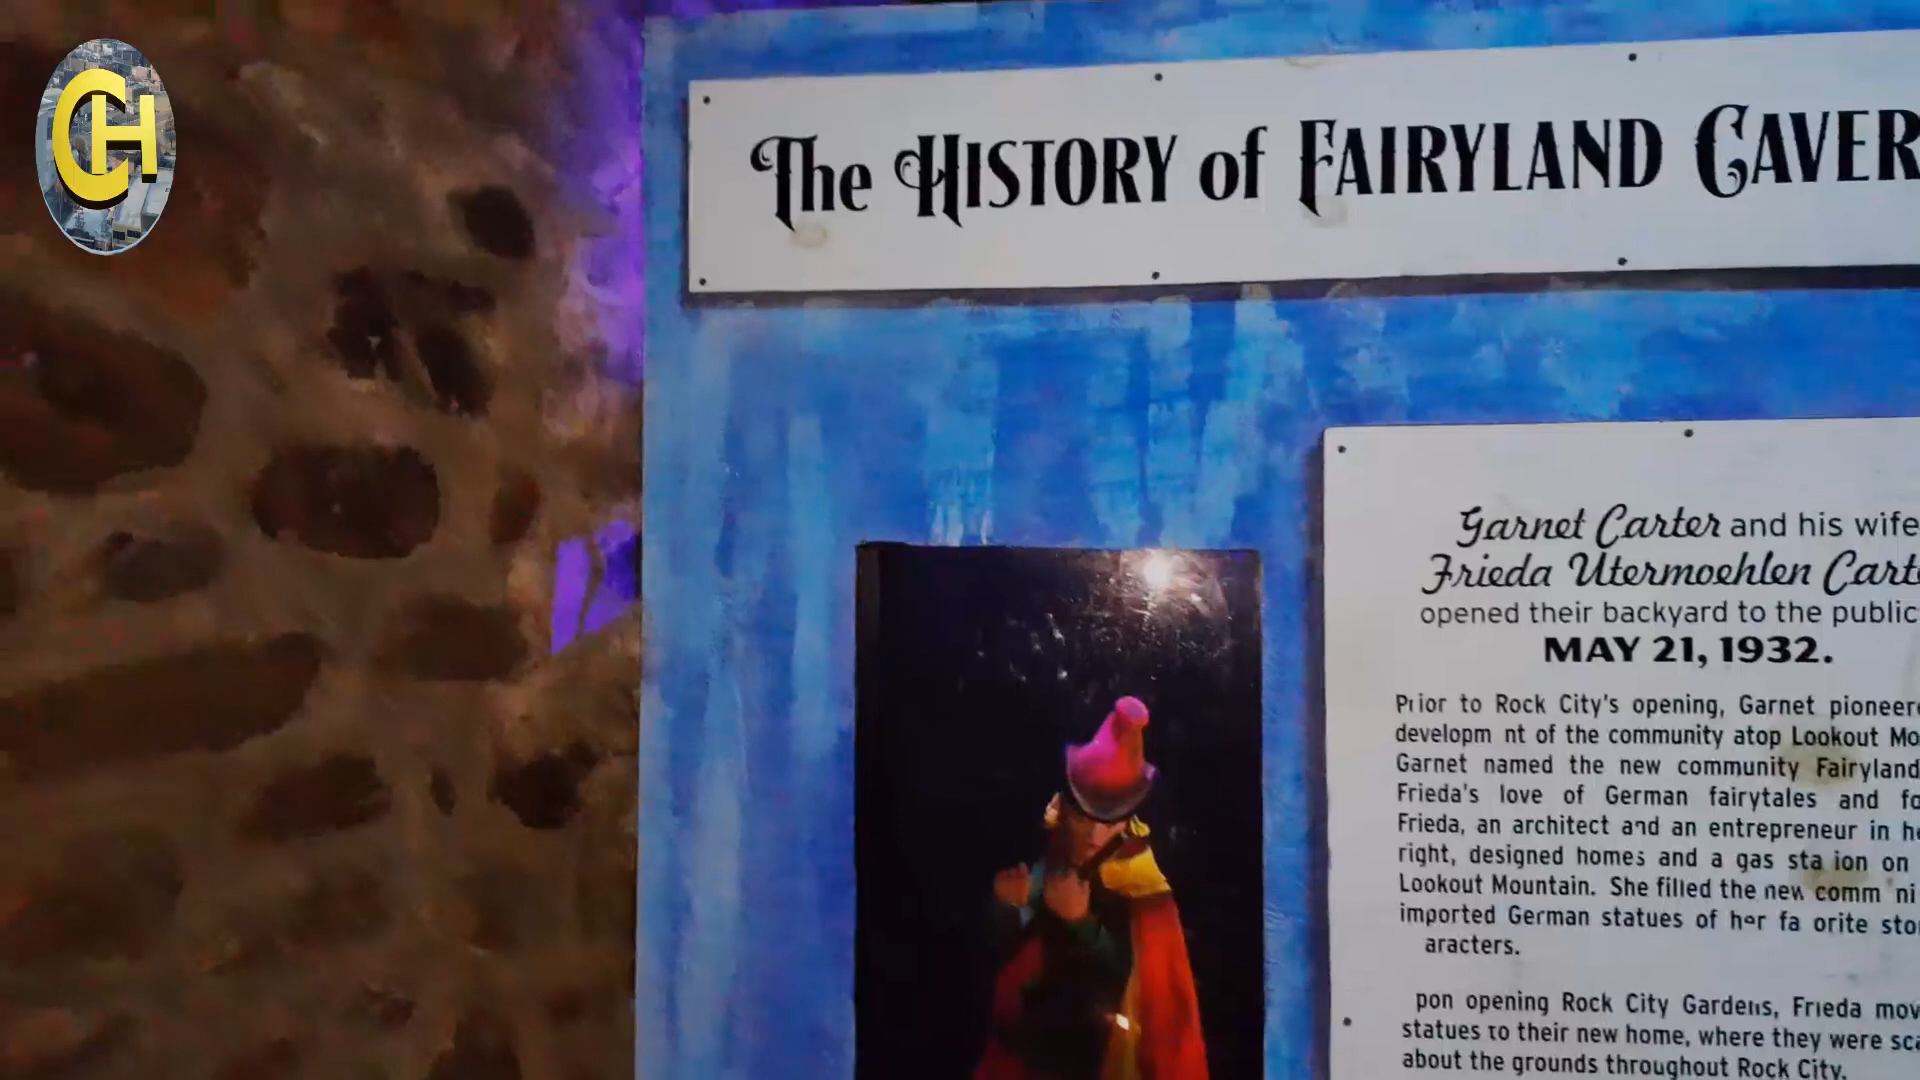 CH
The HISTORY of FAIRYLAND CAVER
Garnet Carter and his wife
Frieda Utermoehlen Carte
opened their backyard to the public
MAY 21, 1932.
Prior to Rock City's opening, Garnet pioneere
developm nt of the community atop Lookout Mo
Garnet named the new community Fairyland
Frieda's love of German fairytales and fo
Frieda, an architect and an entrepreneur in he
right, designed homes and a gas sta ion on
Lookout Mountain. She filled the new comm ni
imported German statues of her fa orite sto
aracters.
pon opening Rock City Gardens, Frieda mov
statues to their new home, where they were sca
about the grounds throughout Rock City.